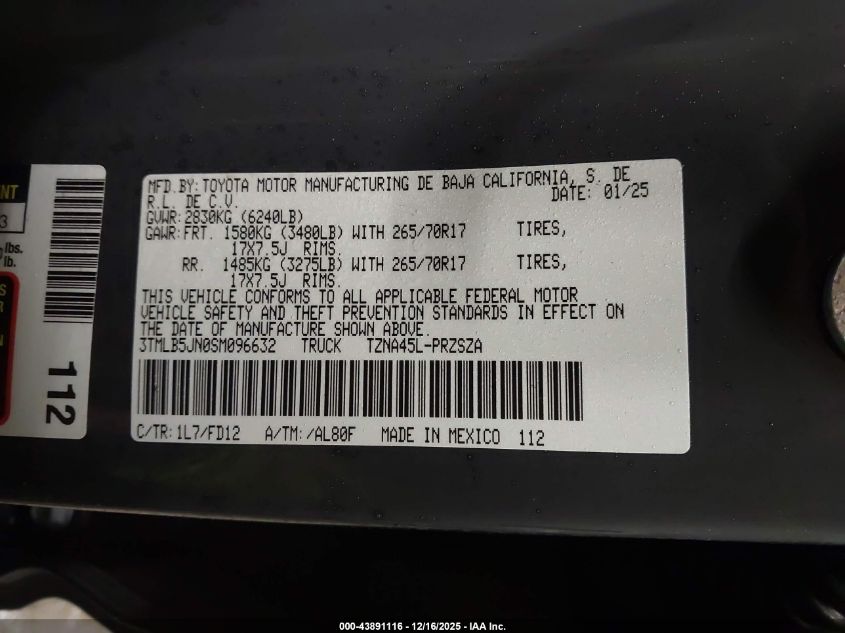 MFD.BY:TOYOTA MOTOR MANUFACTURING DE BAJA CALIFORNIA, S. DE
R.L. DE C.V. DATE: 01/25
GVWR:2830KG (6240LB)
GAWR:FRT. 1580KG (3480LB) WITH 265/70R17 TIRES,
17X7.5J RIMS.
RR. 1485KG (3275LB) WITH 265/70R17 TIRES,
17X7.5J RIMS.
THIS VEHICLE CONFORMS TO ALL APPLICABLE FEDERAL MOTOR
VEHICLE SAFETY AND THEFT PREVENTION STANDARDS IN EFFECT ON
THE DATE OF MANUFACTURE SHOWN ABOVE.
3TMLB5JN0SM096632 TRUCK TZNA45L-PRZSZA
C/TR:1L7/FD12 A/TM:/AL80F MADE IN MEXICO 112
lbs.
lb.
112
000-43891116 - 12/16/2025 - IAA Inc.